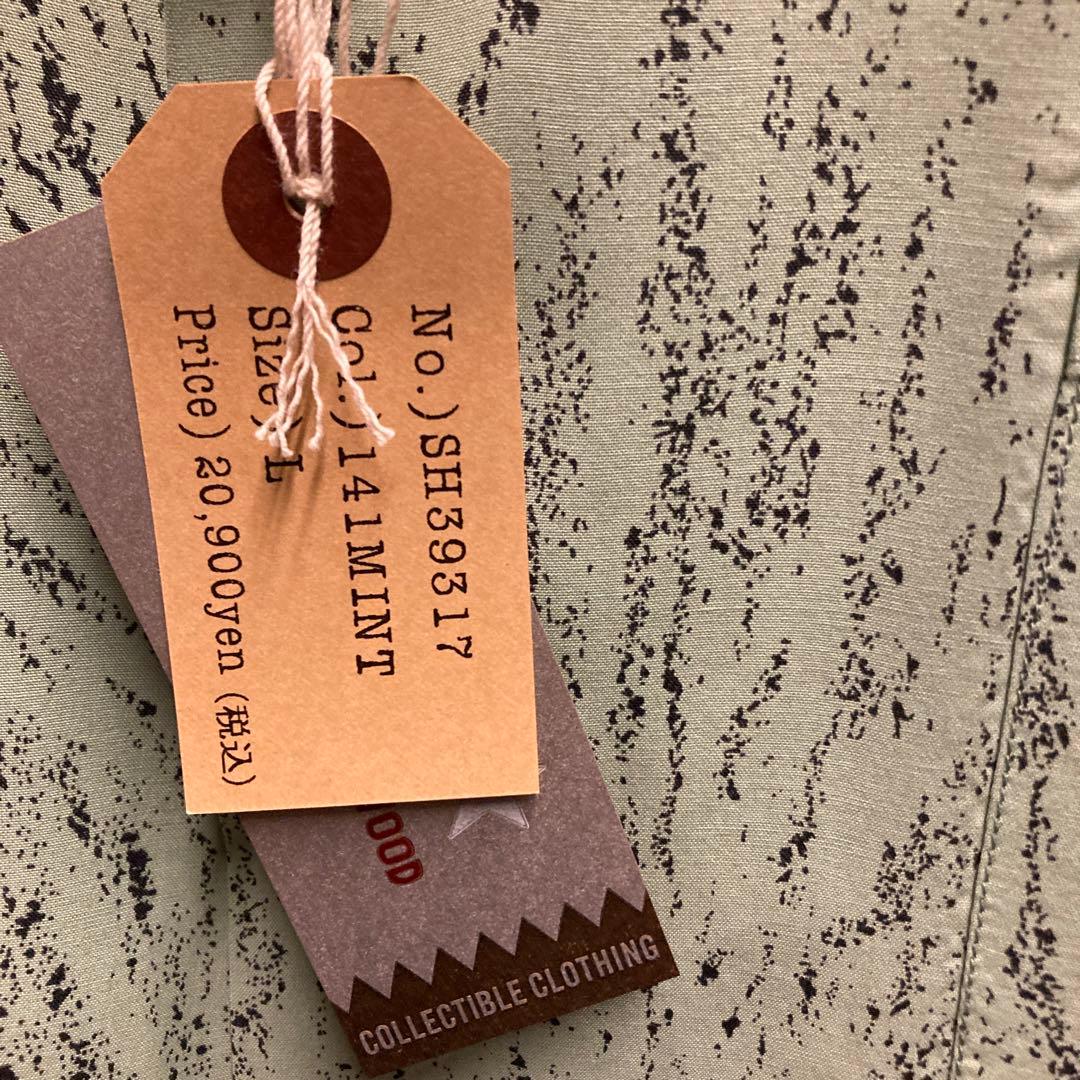 No.)SH39317
Col.)141MINT
Size) L
Price) 20,900yen (税込)
OOD
COLLECTIBLE CLOTHING